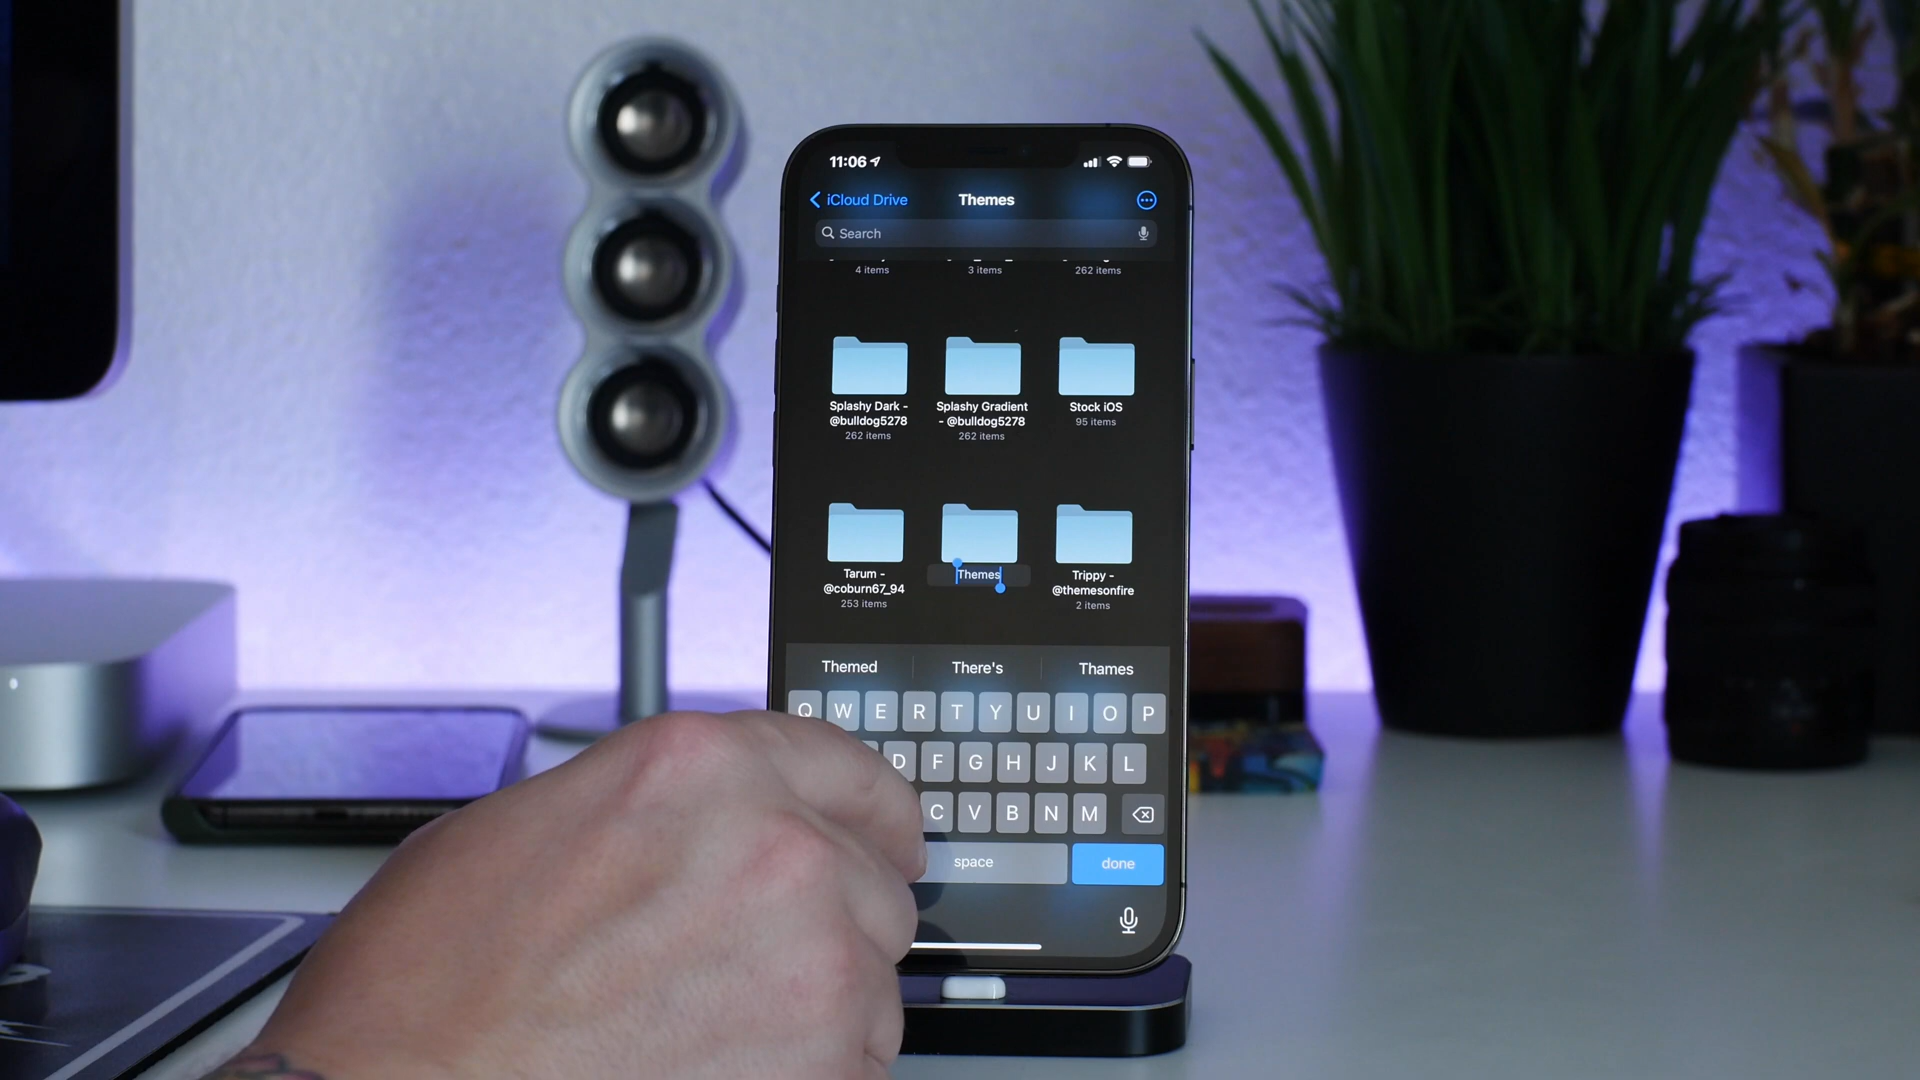 11:06
iCloud Drive
Themes
Search
4 items
3 items
262 items
Splashy Dark -
@bulldog5278
262 items
Splashy Gradient
- @bulldog5278
262 items
Stock iOS
95 items
Tarum -
@coburn67_94
253 items
Themes
Trippy -
@themesonfire
2 items
Themed
There's
Thames
Q W E R T Y U I O P
D F G H J K L
C V B N M
space
done